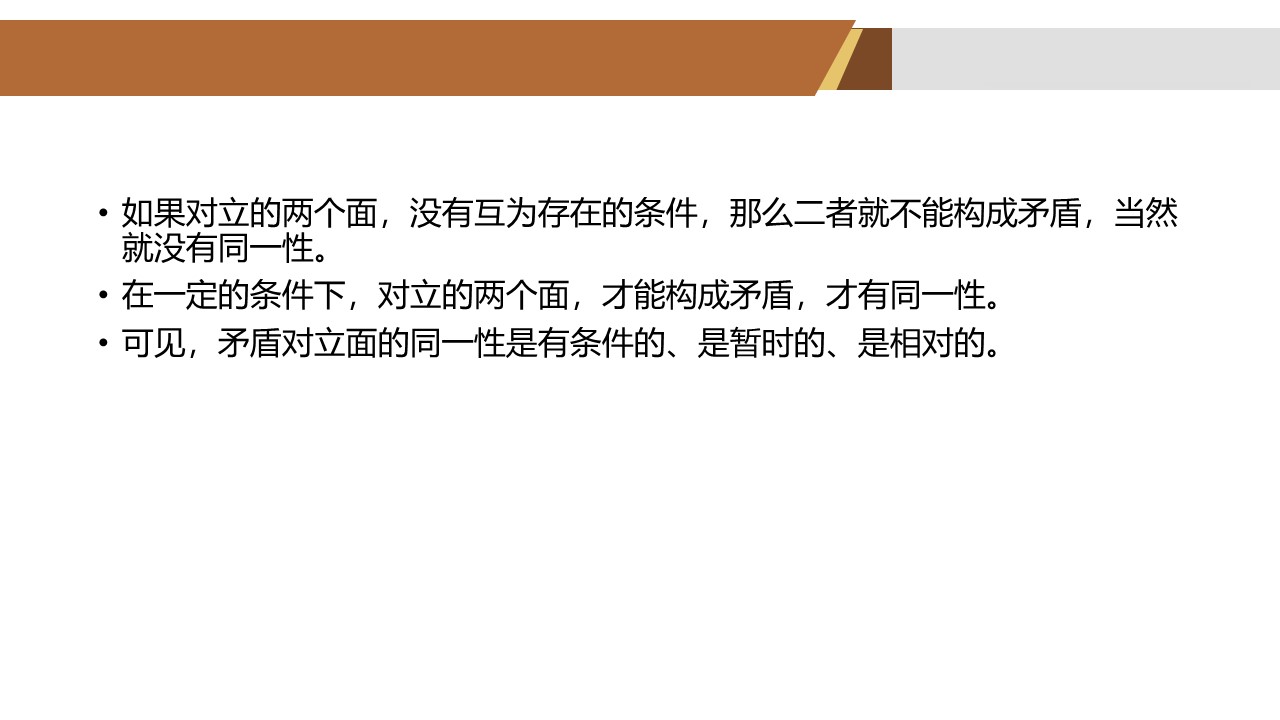 • 如果对立的两个面，没有互为存在的条件，那么二者就不能构成矛盾，当然
就没有同一性。
• 在一定的条件下，对立的两个面，才能构成矛盾，才有同一性。
• 可见，矛盾对立面的同一性是有条件的、是暂时的、是相对的。